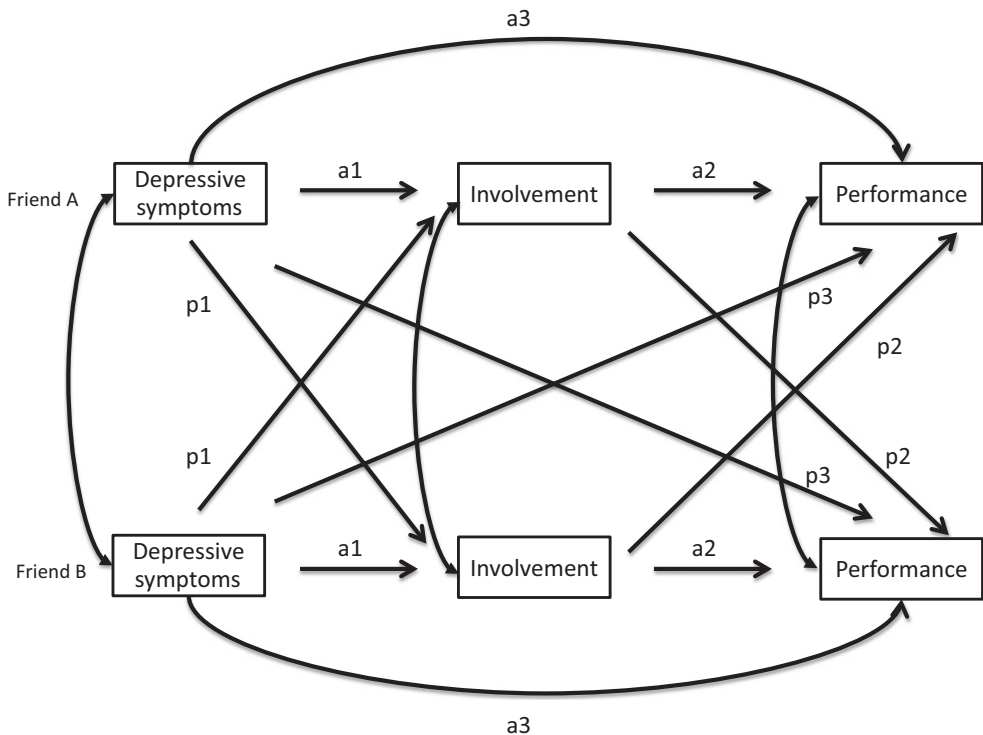 a3
Friend A
Depressive
symptoms
a1
Involvement
a2
Performance
p1
p3
p2
p1
p3
p2
Friend B
Depressive
symptoms
a1
Involvement
a2
Performance
a3